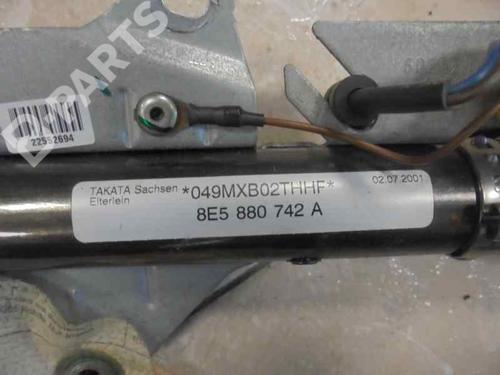 B-PARTS
22552694
TAKATA Sachsen
Elterlein
*049MXB02THHF*
02.07.2001
8E5 880 742 A